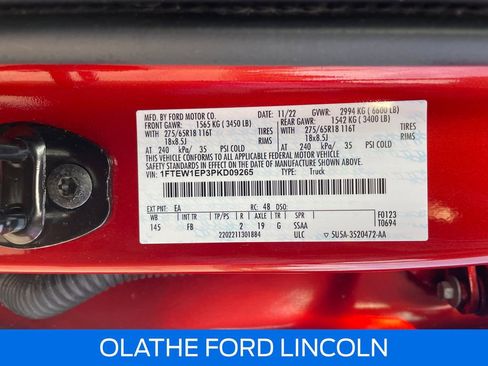 MFD. BY FORD MOTOR CO.
11/22 GVWR: 2994 KG ( 6600 LB)
FRONT GAWR: 1565 KG ( 3450 LB) REAR GAWR: 1542 KG ( 3400 LB)
WITH 275/65R18 116T TIRES WITH 275/65R18 116T TIRES
18x8.5J RIMS 18x8.5J RIMS
AT 240 kPa/ 35 PSI COLD AT 240 kPa/ 35 PSI COLD
THIS VEHICLE CONFORMS TO ALL APPLICABLE FEDERAL MOTOR VEHICLE
SAFETY STANDARDS IN EFFECT ON THE DATE OF MANUFACTURE SHOWN ABOVE.
VIN: 1FTEW1EP3PKD09265 TYPE: Truck
EXT PNT: EA RC: 48 DSO: F0123
WB INT TR TP/PS R AXLE TR SPR T0694
145 FB 2 19 G SSAA
2202211301884 ULC 5U5A-3520472-AA
OLATHE FORD LINCOLN